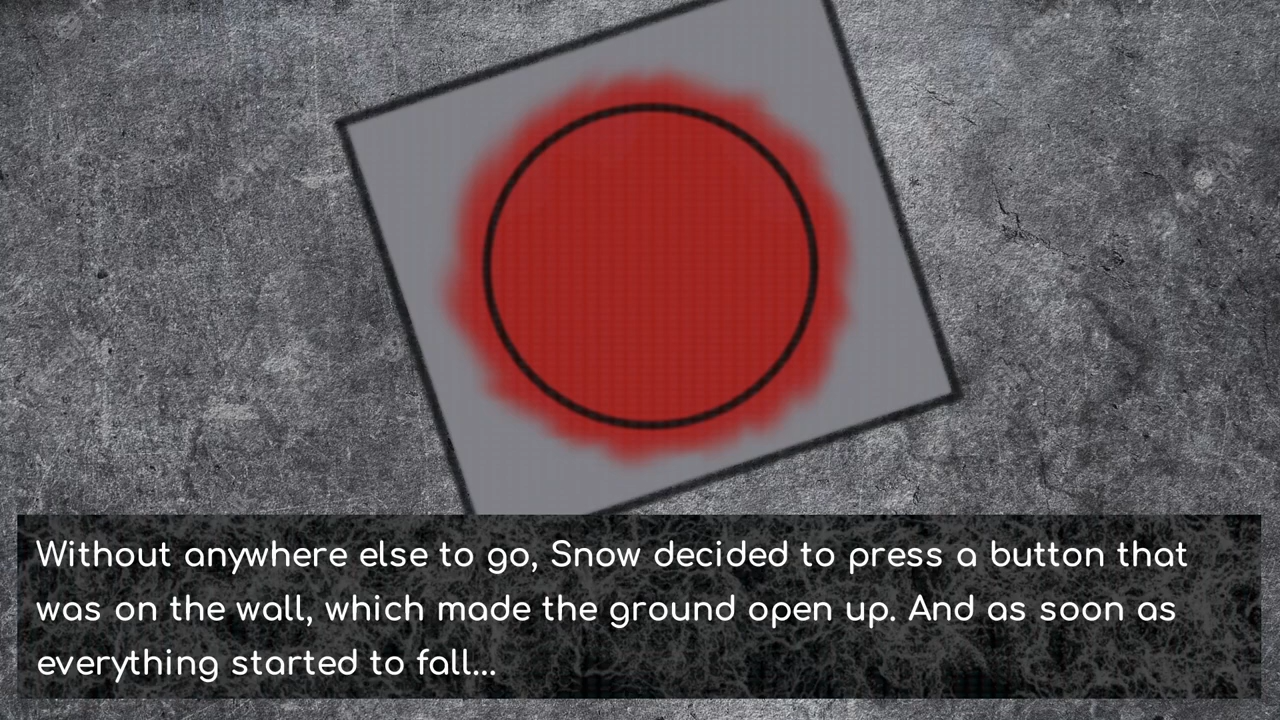 Without anywhere else to go, Snow decided to press a button that
was on the wall, which made the ground open up. And as soon as
everything started to fall...